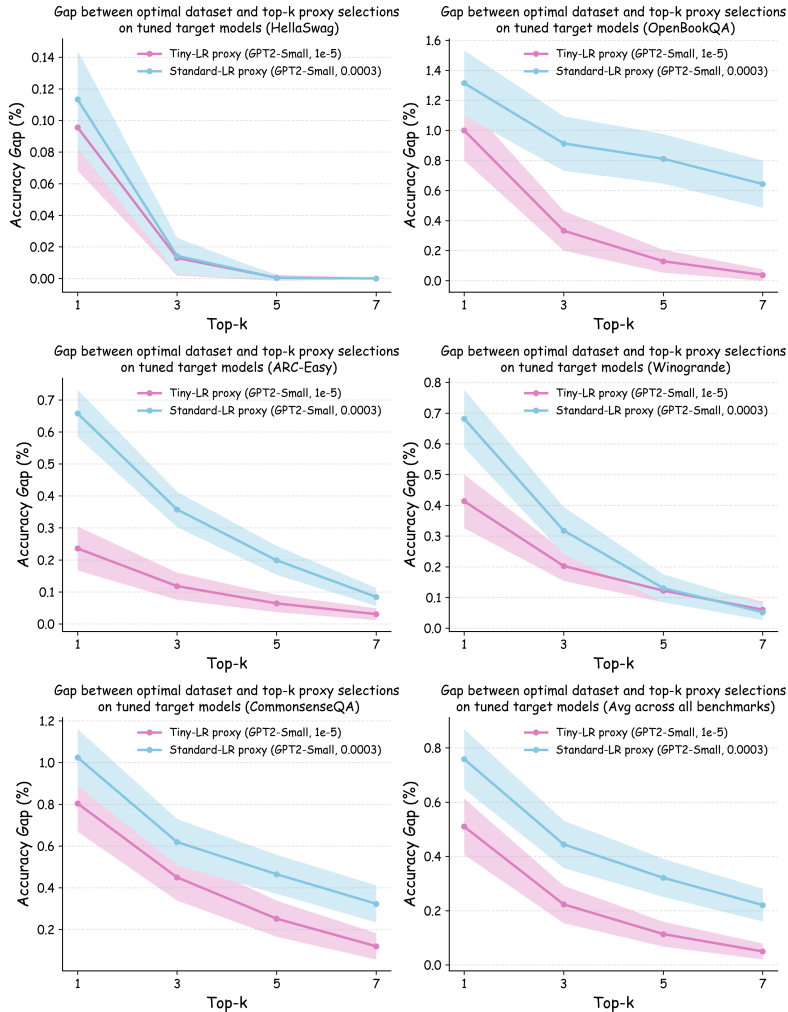 Gap between optimal dataset and top-k proxy selections
on tuned target models (HellaSwag)
Tiny-LR proxy (GPT2-Small, 1e-5)
Standard-LR proxy (GPT2-Small, 0.0003)
Accuracy Gap (%)
0.14
0.12
0.10
0.08
0.06
0.04
0.02
0.00
1 3 5 7
Top-k
Gap between optimal dataset and top-k proxy selections
on tuned target models (OpenBookQA)
Tiny-LR proxy (GPT2-Small, 1e-5)
Standard-LR proxy (GPT2-Small, 0.0003)
Accuracy Gap (%)
1.6
1.4
1.2
1.0
0.8
0.6
0.4
0.2
0.0
1 3 5 7
Top-k
Gap between optimal dataset and top-k proxy selections
on tuned target models (ARC-Easy)
Tiny-LR proxy (GPT2-Small, 1e-5)
Standard-LR proxy (GPT2-Small, 0.0003)
Accuracy Gap (%)
0.7
0.6
0.5
0.4
0.3
0.2
0.1
0.0
1 3 5 7
Top-k
Gap between optimal dataset and top-k proxy selections
on tuned target models (Winogrande)
Tiny-LR proxy (GPT2-Small, 1e-5)
Standard-LR proxy (GPT2-Small, 0.0003)
Accuracy Gap (%)
0.8
0.7
0.6
0.5
0.4
0.3
0.2
0.1
0.0
1 3 5 7
Top-k
Gap between optimal dataset and top-k proxy selections
on tuned target models (CommonsenseQA)
Tiny-LR proxy (GPT2-Small, 1e-5)
Standard-LR proxy (GPT2-Small, 0.0003)
Accuracy Gap (%)
1.2
1.0
0.8
0.6
0.4
0.2
1 3 5 7
Top-k
Gap between optimal dataset and top-k proxy selections
on tuned target models (Avg across all benchmarks)
Tiny-LR proxy (GPT2-Small, 1e-5)
Standard-LR proxy (GPT2-Small, 0.0003)
Accuracy Gap (%)
0.8
0.6
0.4
0.2
0.0
1 3 5 7
Top-k